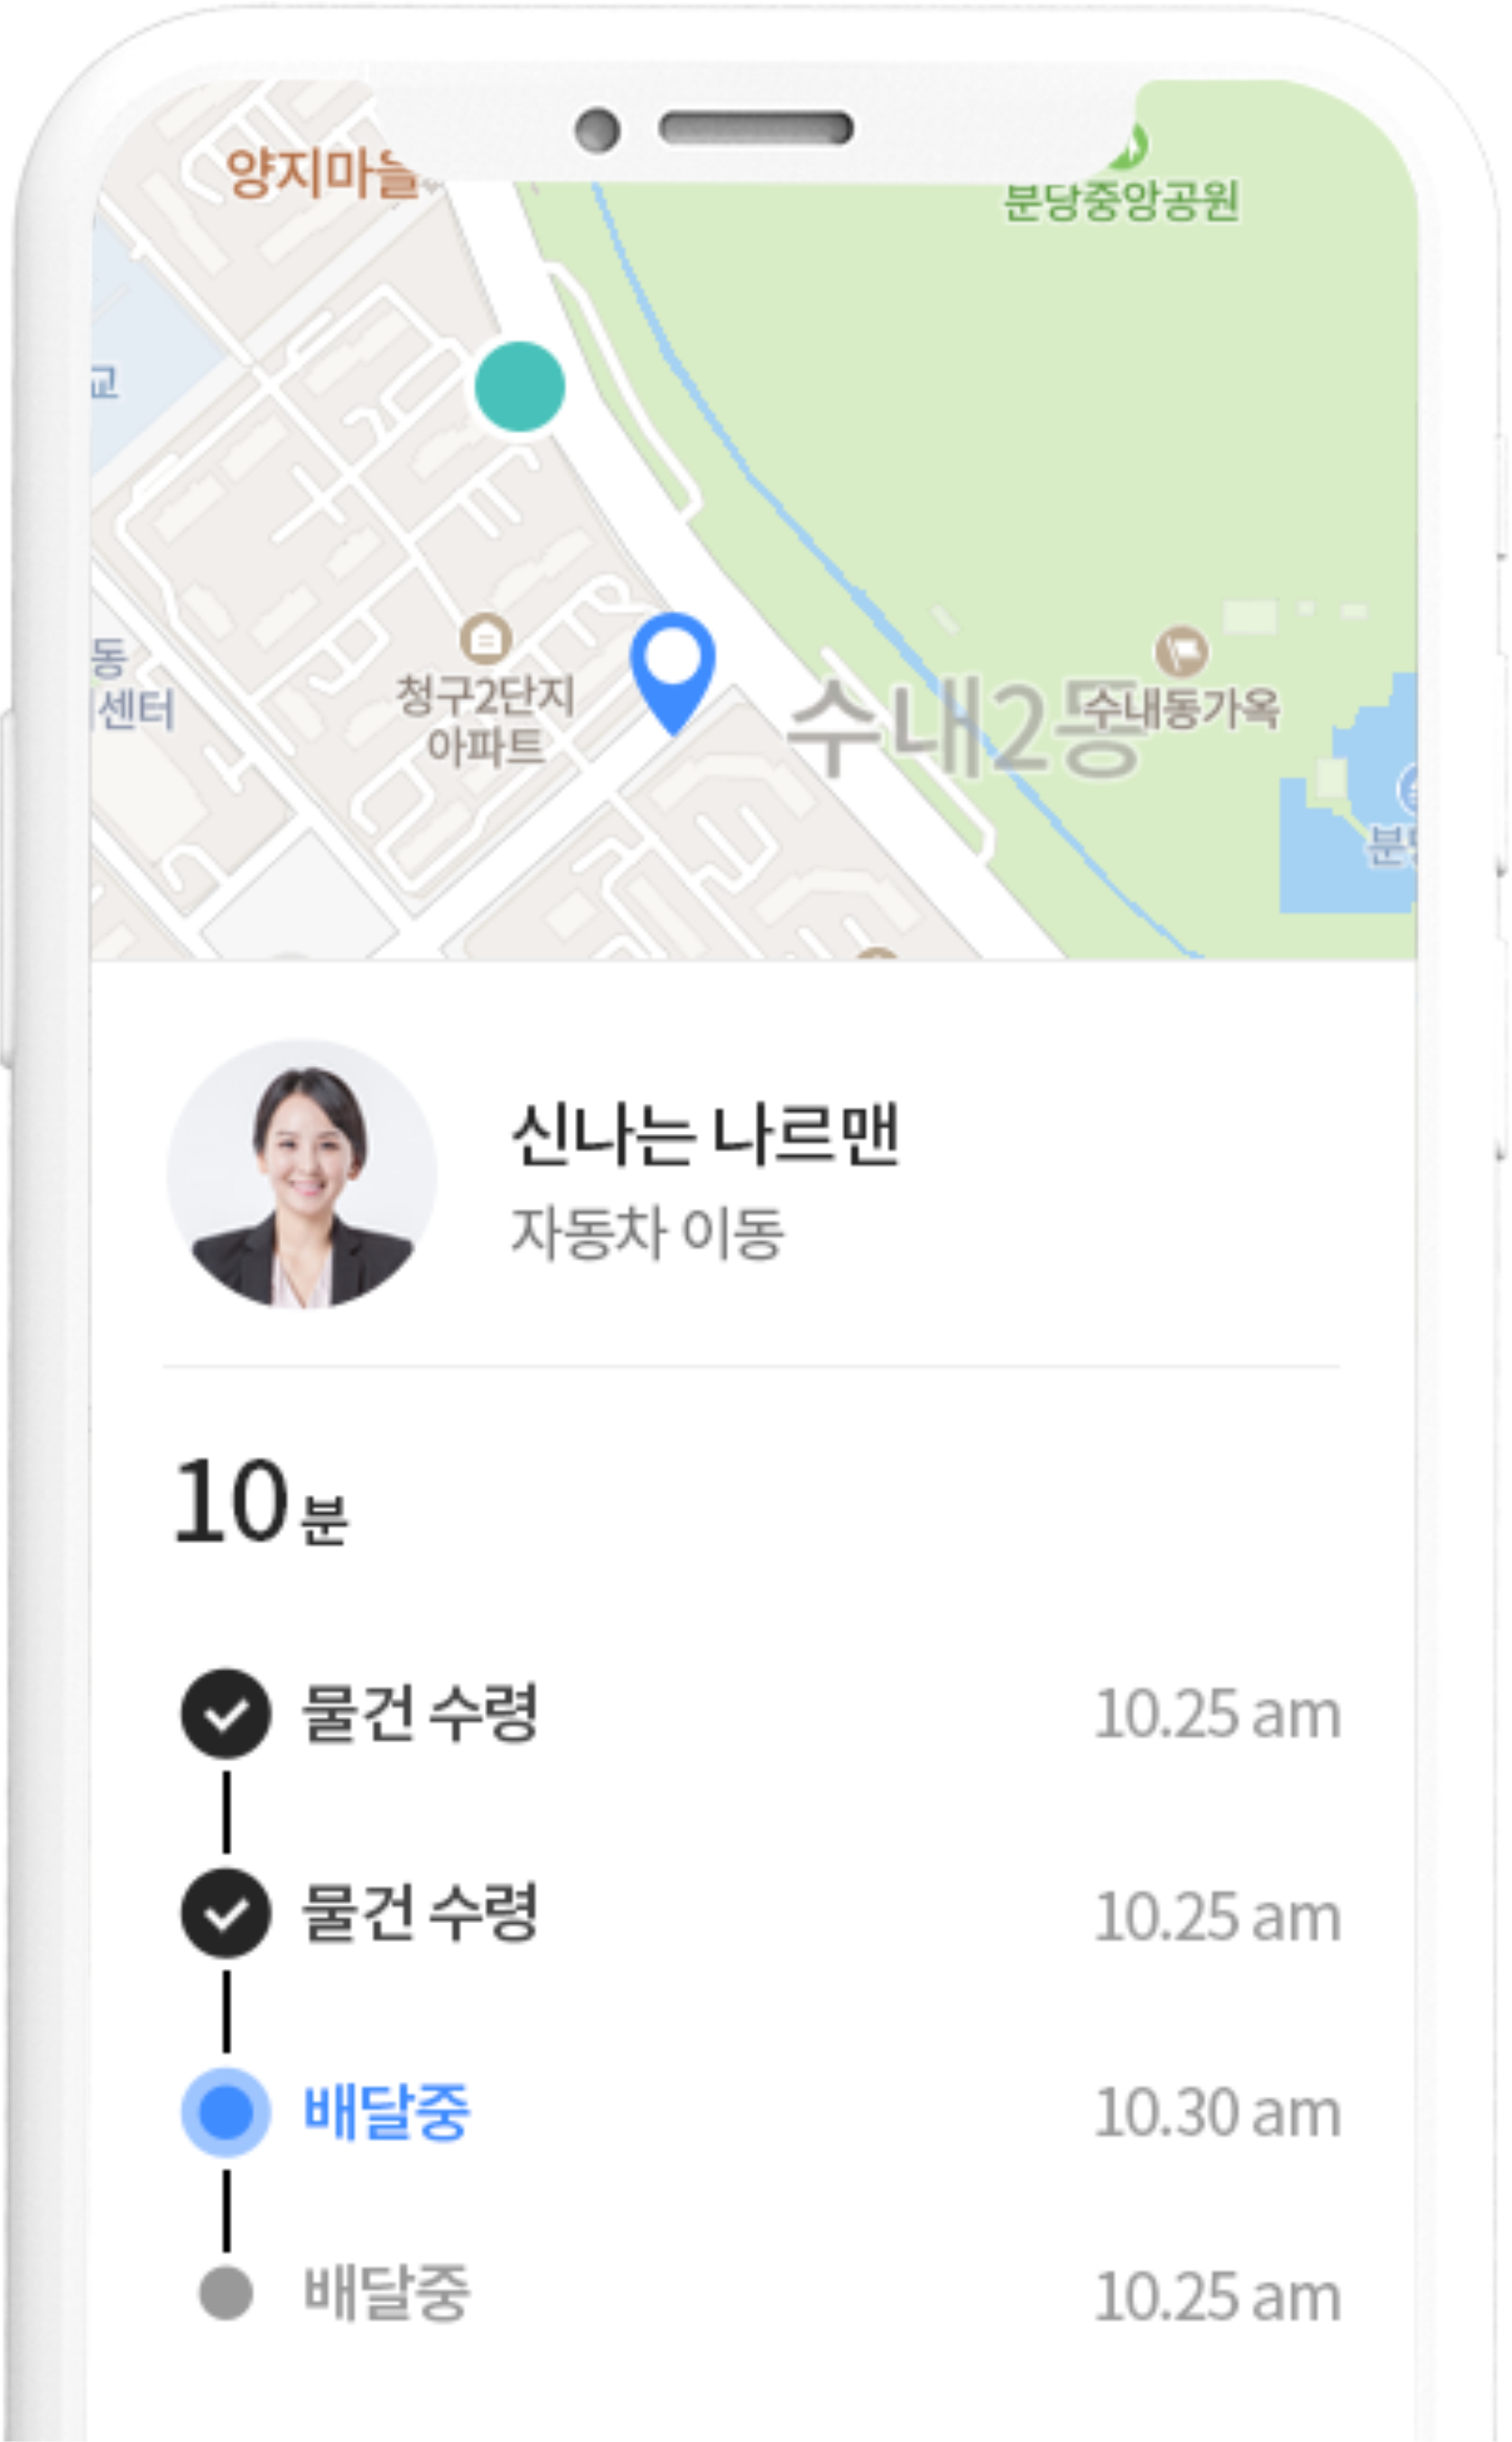 양지마을
분당중앙공원
교
청구2단지
아파트
동
센터
수내2동
수내동가옥
신나는 나르맨
자동차 이동
10분
물건 수령 10.25 am
물건 수령 10.25 am
배달중 10.30 am
배달중 10.25 am